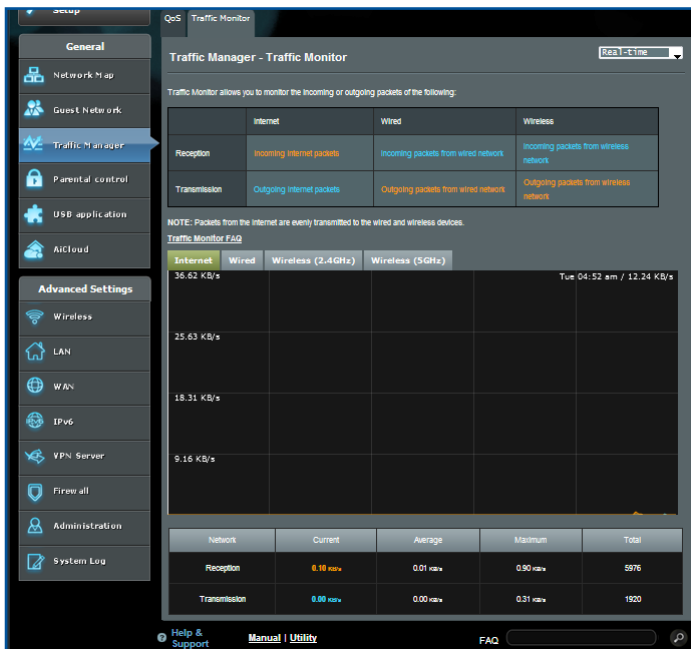 Setup
General
Network Map
Guest Network
Traffic Manager
Parental control
USB application
AiCloud
Advanced Settings
Wireless
LAN
WAN
IPv6
VPN Server
Firewall
Administration
System Log
QoS Traffic Monitor
Traffic Manager - Traffic Monitor
Real-time
Traffic Monitor allows you to monitor the incoming or outgoing packets of the following:
Internet Wired Wireless
Reception Incoming Internet packets Incoming packets from wired network Incoming packets from wireless network
Transmission Outgoing Internet packets Outgoing packets from wired network Outgoing packets from wireless network
NOTE: Packets from the Internet are evenly transmitted to the wired and wireless devices.
Traffic Monitor FAQ
Internet Wired Wireless (2.4GHz) Wireless (5GHz)
36.62 KB/s Tue 04:52 am / 12.24 KB/s
25.63 KB/s
18.31 KB/s
9.16 KB/s
Network Current Average Maximum Total
Reception 0.10 KB/s 0.01 KB/s 0.90 KB/s 5976
Transmission 0.00 KB/s 0.00 KB/s 0.31 KB/s 1920
Help & Support Manual | Utility FAQ